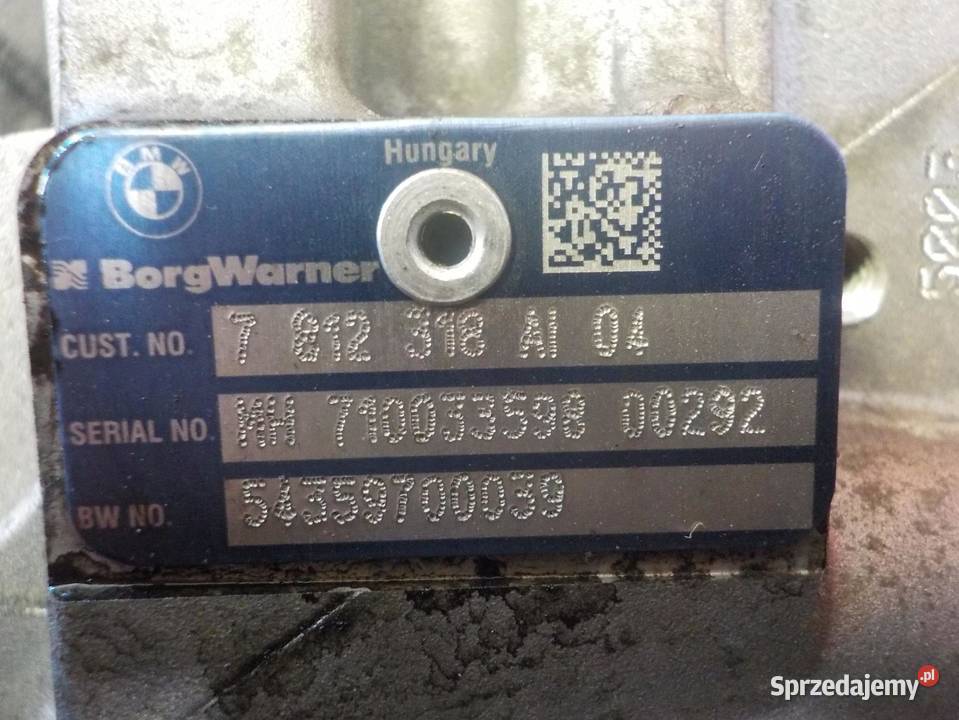 BMW
Hungary
BorgWarner
CUST. NO. 7 812 318 AI 04
SERIAL NO. MH 710033598 00292
BW NO. 54359700039
Sprzedajemy.pl